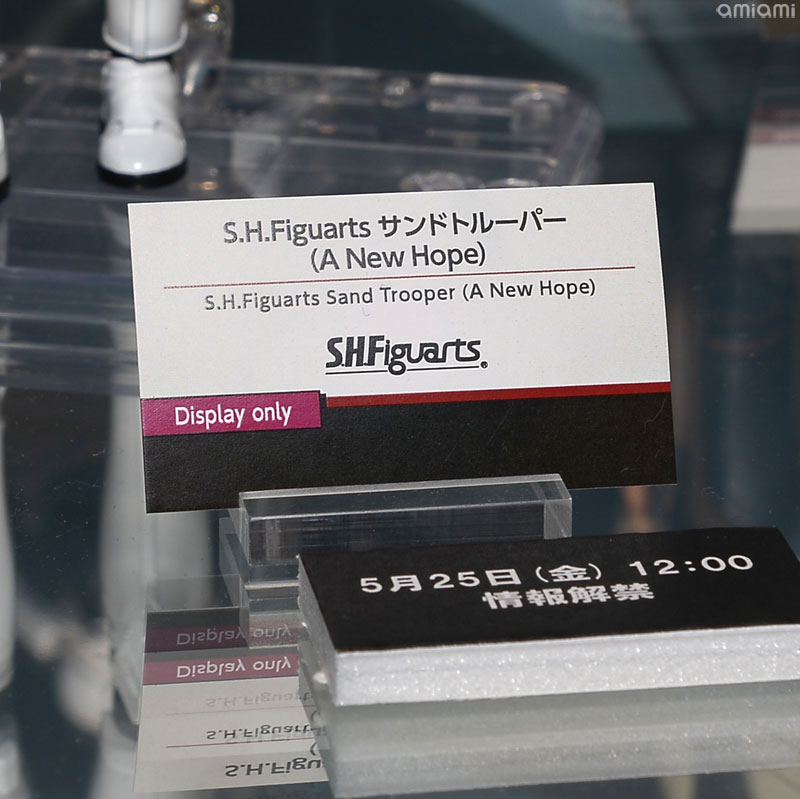 amiami
S.H.Figuarts サンドトルーパー
(A New Hope)
S.H.Figuarts Sand Trooper (A New Hope)
S.H.Figuarts
Display only
5月25日(金) 12:00
情報解禁